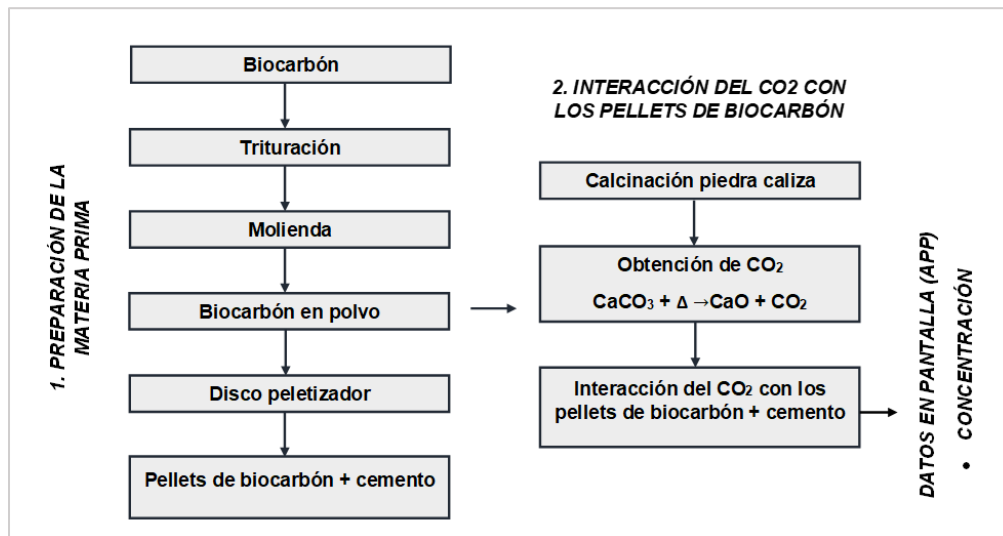 1. PREPARACIÓN DE LA
MATERIA PRIMA
Biocarbón
Trituración
Molienda
Biocarbón en polvo
Disco peletizador
Pellets de biocarbón + cemento
2. INTERACCIÓN DEL CO2 CON
LOS PELLETS DE BIOCARBÓN
Calcinación piedra caliza
Obtención de CO₂
CaCO₃ + Δ →CaO + CO₂
Interacción del CO₂ con los
pellets de biocarbón + cemento
DATOS EN PANTALLA (APP)
• CONCENTRACIÓN